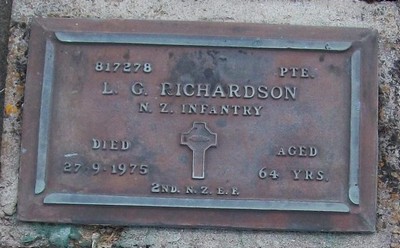 817278 PTE.
L. G. RICHARDSON
N. Z. INFANTRY
DIED AGED
27·9·1975 64 YRS.
2ND. N. Z. E. F.